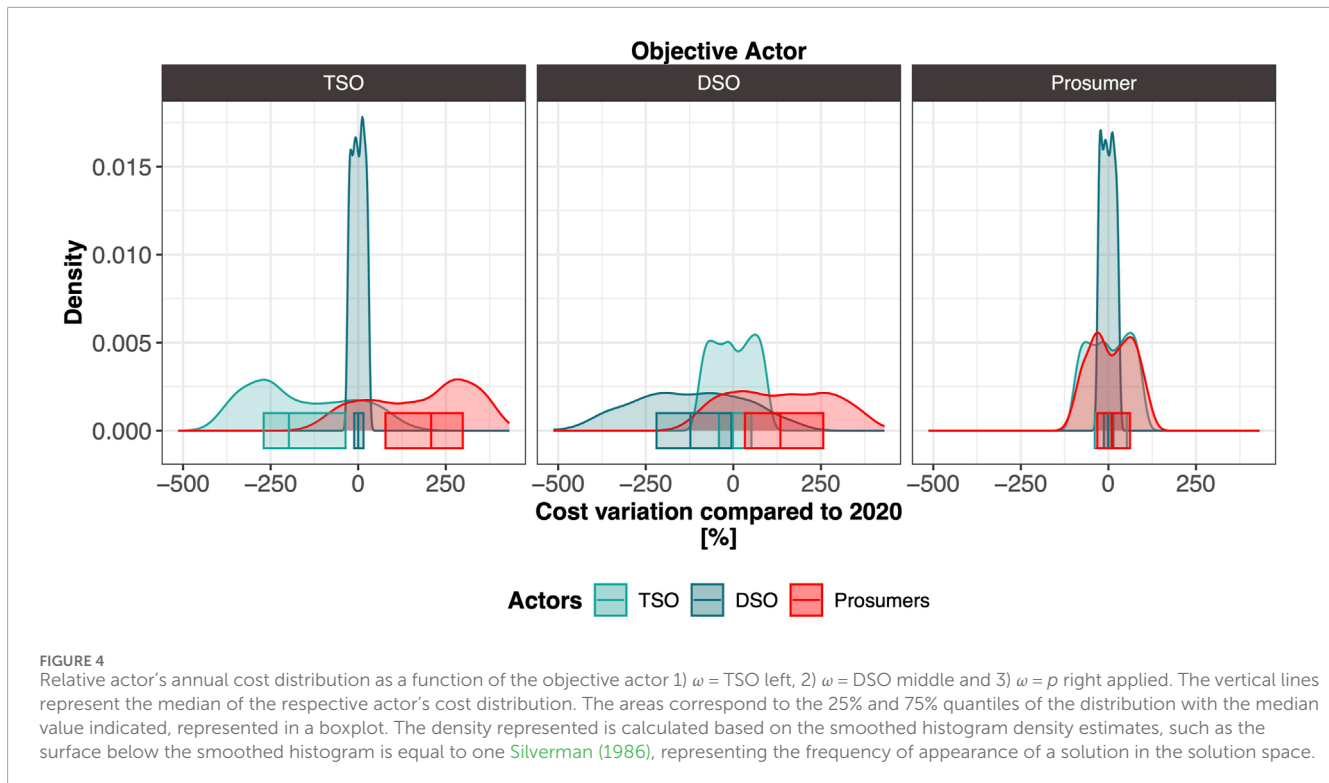 Objective Actor
TSO
DSO
Prosumer
Density
0.015
0.010
0.005
0.000
−500 −250 0 250 −500 −250 0 250 −500 −250 0 250
Cost variation compared to 2020
[%]
Actors TSO DSO Prosumers
FIGURE 4
Relative actor's annual cost distribution as a function of the objective actor 1) ω = TSO left, 2) ω = DSO middle and 3) ω = p right applied. The vertical lines
represent the median of the respective actor's cost distribution. The areas correspond to the 25% and 75% quantiles of the distribution with the median
value indicated, represented in a boxplot. The density represented is calculated based on the smoothed histogram density estimates, such as the
surface below the smoothed histogram is equal to one Silverman (1986), representing the frequency of appearance of a solution in the solution space.